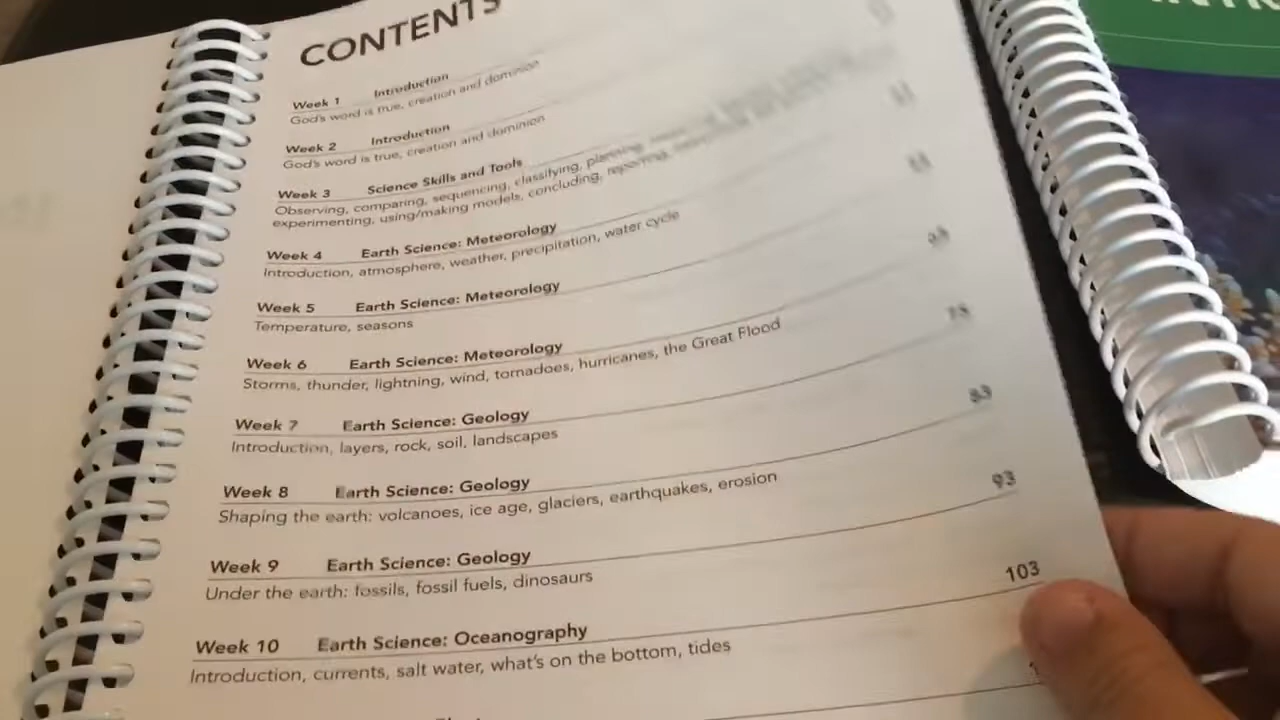 CONTENTS
Week 1 Introduction
God's word is true, creation and dominion
Week 2 Introduction
God's word is true, creation and dominion
Week 3 Science Skills and Tools
Observing, comparing, sequencing, classifying, planning
experimenting, using/making models, concluding, reporting,
Week 4 Earth Science: Meteorology
Introduction, atmosphere, weather, precipitation, water cycle
Week 5 Earth Science: Meteorology
Temperature, seasons
Week 6 Earth Science: Meteorology
Storms, thunder, lightning, wind, tornadoes, hurricanes, the Great Flood
Week 7 Earth Science: Geology
Introduction, layers, rock, soil, landscapes
Week 8 Earth Science: Geology 83
Shaping the earth: volcanoes, ice age, glaciers, earthquakes, erosion
Week 9 Earth Science: Geology 93
Under the earth: fossils, fossil fuels, dinosaurs
Week 10 Earth Science: Oceanography 103
Introduction, currents, salt water, what's on the bottom, tides